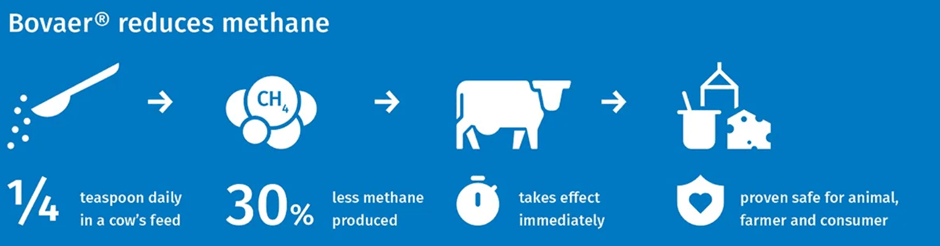 Bovaer® reduces methane
CH₄
¼ teaspoon daily
in a cow's feed
30% less methane
produced
takes effect
immediately
proven safe for animal,
farmer and consumer